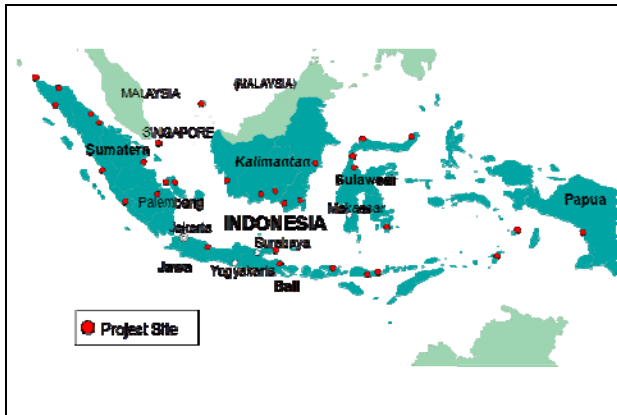 MALAYSIA
(MALAYSIA)
SINGAPORE
Sumatera
Kalimantan
Sulawesi
Palembang
Makassar
Papua
INDONESIA
Jakarta
Surabaya
Jawa
Yogyakarta
Bali
Project Site